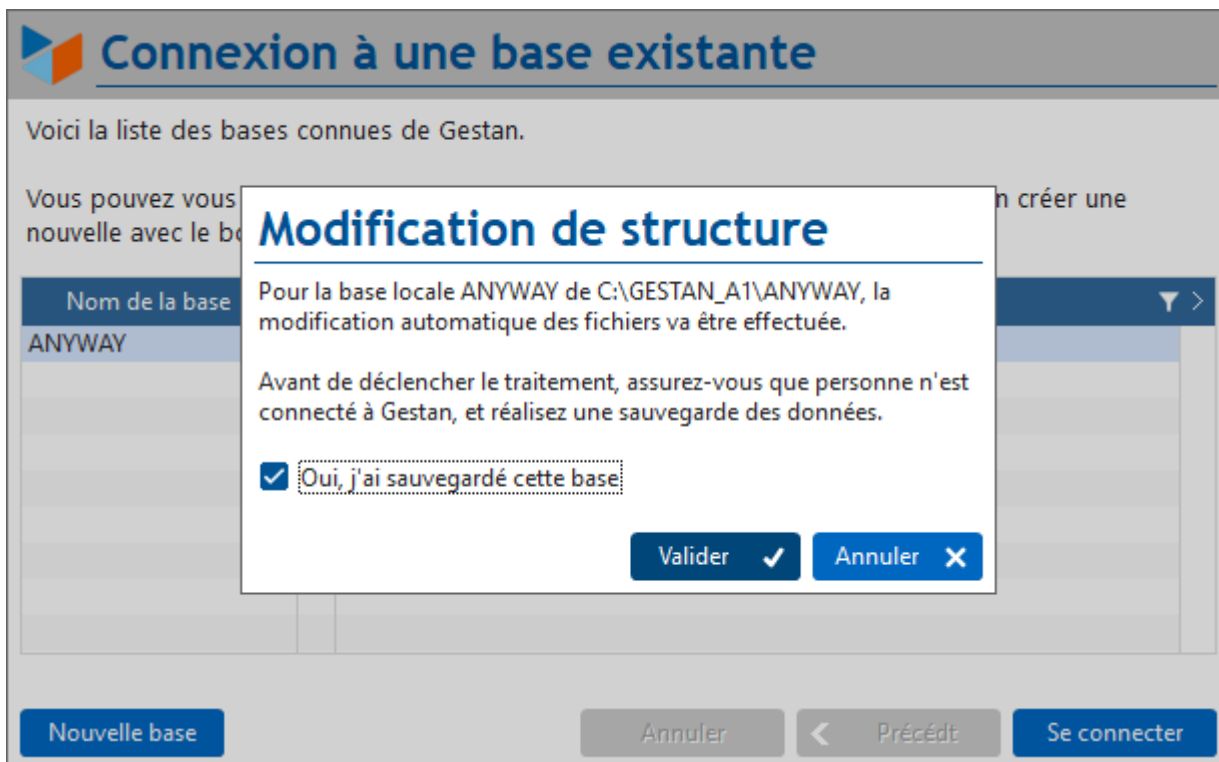 Connexion à une base existante
Voici la liste des bases connues de Gestan.
Vous pouvez vous
n créer une
nouvelle avec le bo
Modification de structure
Pour la base locale ANYWAY de C:\GESTAN_A1\ANYWAY, la
modification automatique des fichiers va être effectuée.
Avant de déclencher le traitement, assurez-vous que personne n'est
connecté à Gestan, et réalisez une sauvegarde des données.
Oui, j'ai sauvegardé cette base
Valider
Annuler
Nom de la base
ANYWAY
Nouvelle base
Annuler
Précédt
Se connecter